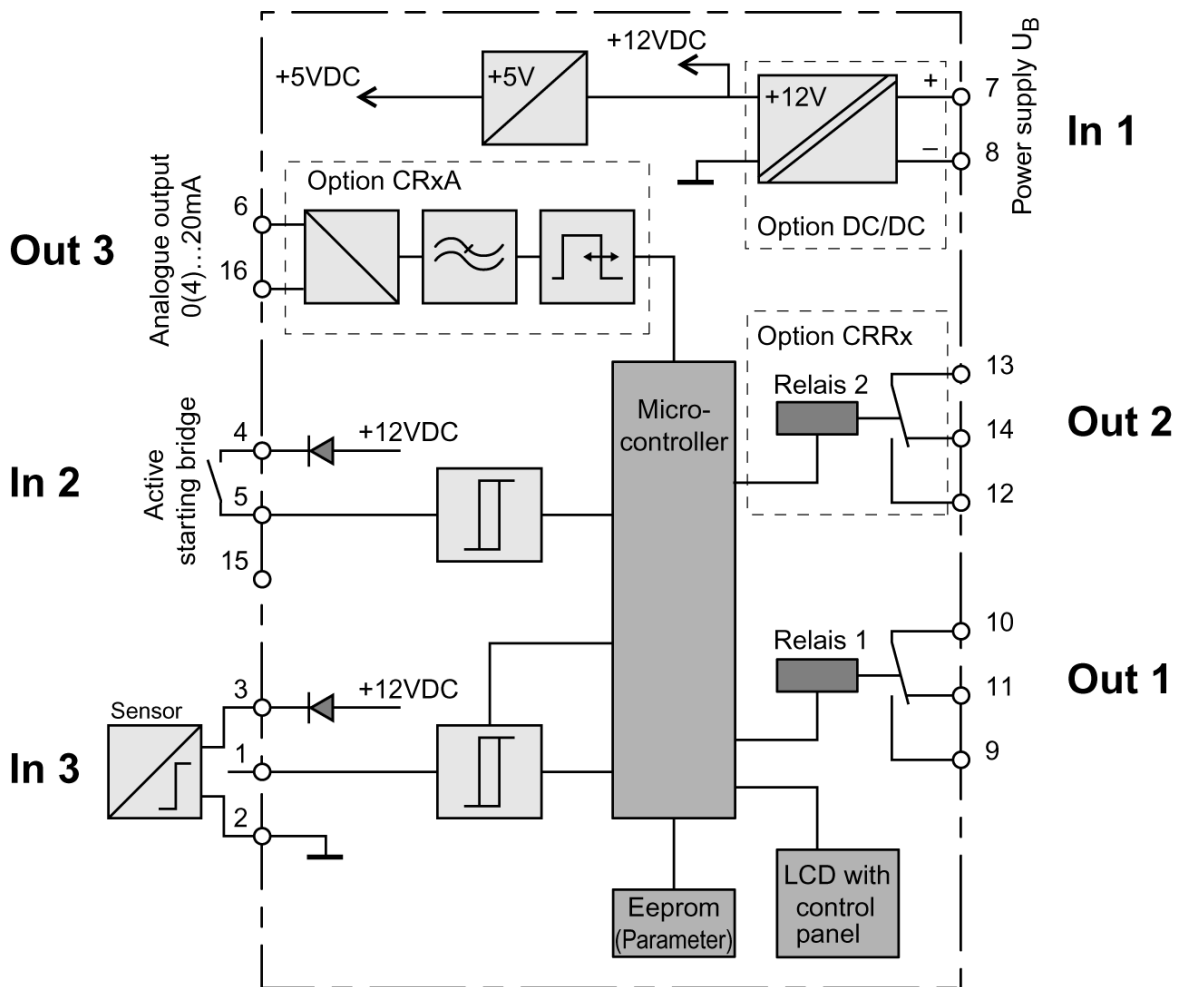 +12VDC
+5VDC
+5V
+12V
+
7
–
8
Power supply UB
In 1
Option DC/DC
Out 3
Analogue output
0(4)...20mA
6
16
Option CRxA
Option CRRx
Relais 2
13
14
12
Out 2
Micro-
controller
In 2
Active
starting bridge
4
+12VDC
5
15
Relais 1
10
11
9
Out 1
In 3
Sensor
3
+12VDC
1
2
Eeprom
(Parameter)
LCD with
control
panel